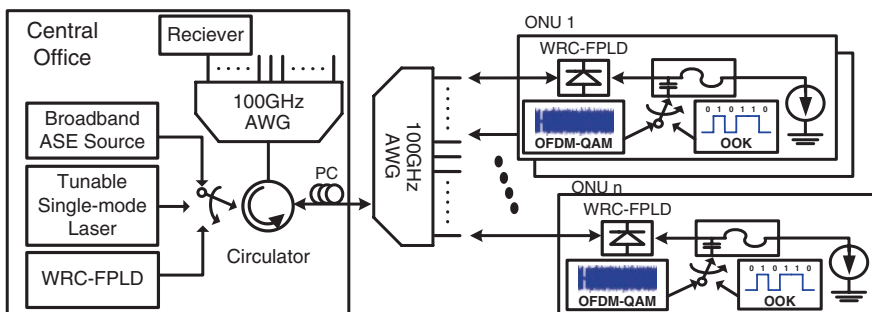 Central
Office
Reciever
100GHz
AWG
Broadband
ASE Source
Tunable
Single-mode
Laser
WRC-FPLD
Circulator
PC
100GHz
AWG
ONU 1
WRC-FPLD
OFDM-QAM
0 1 0 1 1 0
OOK
ONU n
WRC-FPLD
OFDM-QAM
0 1 0 1 1 0
OOK